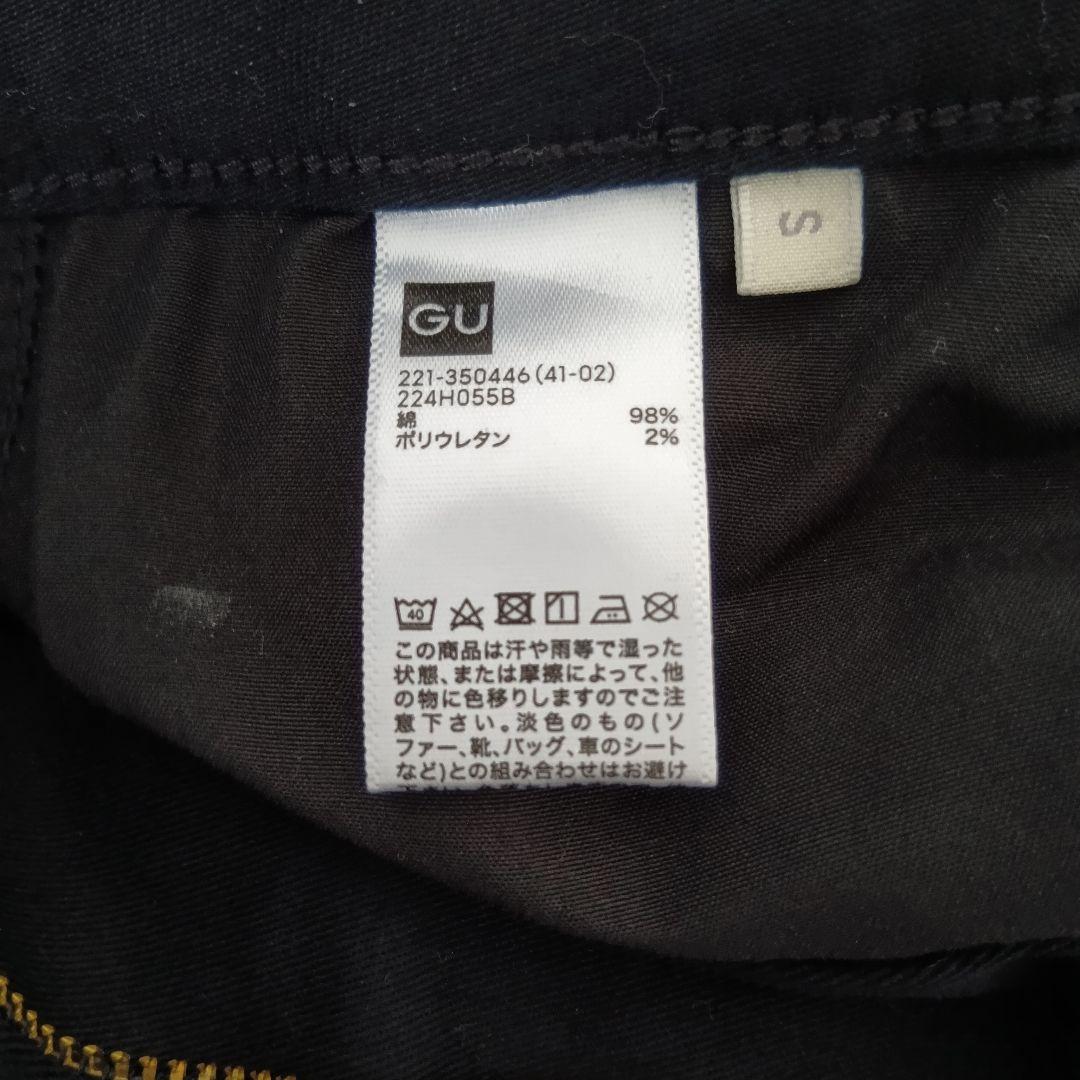 S
GU
221-350446(41-02)
224H055B
綿 98%
ポリウレタン 2%
40
この商品は汗や雨等で湿った
状態、または摩擦によって、他
の物に色移りしますのでご注
意下さい。淡色のもの(ソ
ファー、靴、バッグ、車のシート
など)との組み合わせはお避け